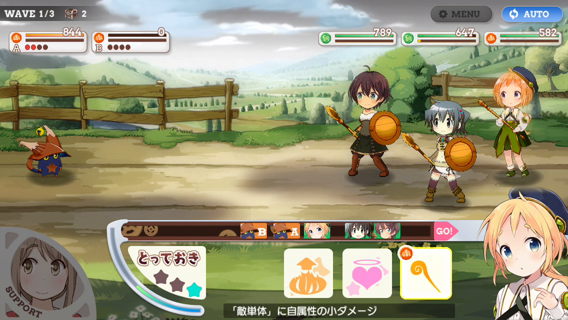 WAVE 1/3 2
MENU
AUTO
844
0
A
B
789
647
582
B A GO!
とっておき
SUPPORT
「敵単体」に自属性の小ダメージ